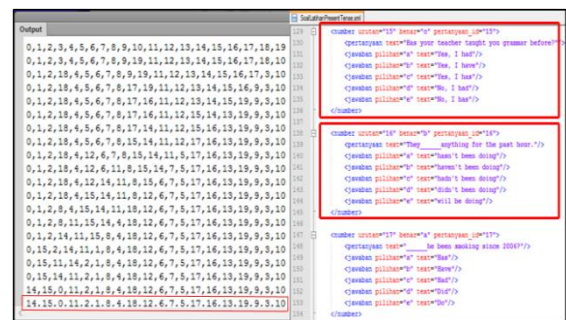 Output
0,1,2,3,4,5,6,7,8,9,10,11,12,13,14,15,16,17,18,19
0,1,2,3,4,5,6,7,8,9,19,11,12,13,14,15,16,17,18,10
0,1,2,18,4,5,6,7,8,9,19,11,12,13,14,15,16,17,3,10
0,1,2,18,4,5,6,7,8,17,19,11,12,13,14,15,16,9,3,10
0,1,2,18,4,5,6,7,8,17,16,11,12,13,14,15,19,9,3,10
0,1,2,18,4,5,6,7,8,17,14,11,12,15,16,13,19,9,3,10
0,1,2,18,4,5,6,7,8,15,14,11,12,17,16,13,19,9,3,10
0,1,2,18,4,12,6,7,8,15,14,11,5,17,16,13,19,9,3,10
0,1,2,18,4,12,6,11,8,15,14,7,5,17,16,13,19,9,3,10
0,1,2,18,4,12,14,11,8,15,6,7,5,17,16,13,19,9,3,10
0,1,2,18,4,15,14,11,8,12,6,7,5,17,16,13,19,9,3,10
0,1,2,8,4,15,14,11,18,12,6,7,5,17,16,13,19,9,3,10
0,1,2,8,11,15,14,4,18,12,6,7,5,17,16,13,19,9,3,10
0,1,2,14,11,15,8,4,18,12,6,7,5,17,16,13,19,9,3,10
0,15,2,14,11,1,8,4,18,12,6,7,5,17,16,13,19,9,3,10
0,15,11,14,2,1,8,4,18,12,6,7,5,17,16,13,19,9,3,10
0,15,14,11,2,1,8,4,18,12,6,7,5,17,16,13,19,9,3,10
14,15,0,11,2,1,8,4,18,12,6,7,5,17,16,13,19,9,3,10
14,15,0,11,2,1,8,4,18,12,6,7,5,17,16,13,19,9,3,10
SoalLatihanPresentTense.xml
129 <number urutan="15" benar="c" pertanyaan_id="15">
130 <pertanyaan text="Has your teacher taught you grammar before?"/>
131 <jawaban pilihan="a" text="Yes, I had"/>
132 <jawaban pilihan="b" text="Yes, I have"/>
133 <jawaban pilihan="c" text="Yes, I has"/>
134 <jawaban pilihan="d" text="No, I had"/>
135 <jawaban pilihan="e" text="No, I has"/>
136 </number>
137
138 <number urutan="16" benar="b" pertanyaan_id="16">
139 <pertanyaan text="They_____anything for the past hour."/>
140 <jawaban pilihan="a" text="hasn't been doing"/>
141 <jawaban pilihan="b" text="haven't been doing"/>
142 <jawaban pilihan="c" text="hadn't been doing"/>
143 <jawaban pilihan="d" text="didn't been doing"/>
144 <jawaban pilihan="e" text="will be doing"/>
145 </number>
146
147 <number urutan="17" benar="a" pertanyaan_id="17">
148 <pertanyaan text="_____he been smoking since 2006?"/>
149 <jawaban pilihan="a" text="Has"/>
150 <jawaban pilihan="b" text="Have"/>
151 <jawaban pilihan="c" text="Had"/>
152 <jawaban pilihan="d" text="Did"/>
153 <jawaban pilihan="e" text="Do"/>
154 </number>